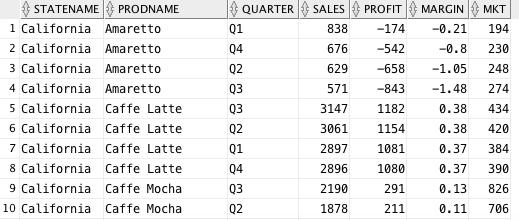 STATENAME PRODNAME QUARTER SALES PROFIT MARGIN MKT
1 California Amaretto Q1 838 -174 -0.21 194
2 California Amaretto Q4 676 -542 -0.8 230
3 California Amaretto Q2 629 -658 -1.05 248
4 California Amaretto Q3 571 -843 -1.48 274
5 California Caffe Latte Q3 3147 1182 0.38 434
6 California Caffe Latte Q2 3061 1154 0.38 420
7 California Caffe Latte Q1 2897 1081 0.37 384
8 California Caffe Latte Q4 2896 1080 0.37 390
9 California Caffe Mocha Q3 2190 291 0.13 826
10 California Caffe Mocha Q2 1878 211 0.11 706